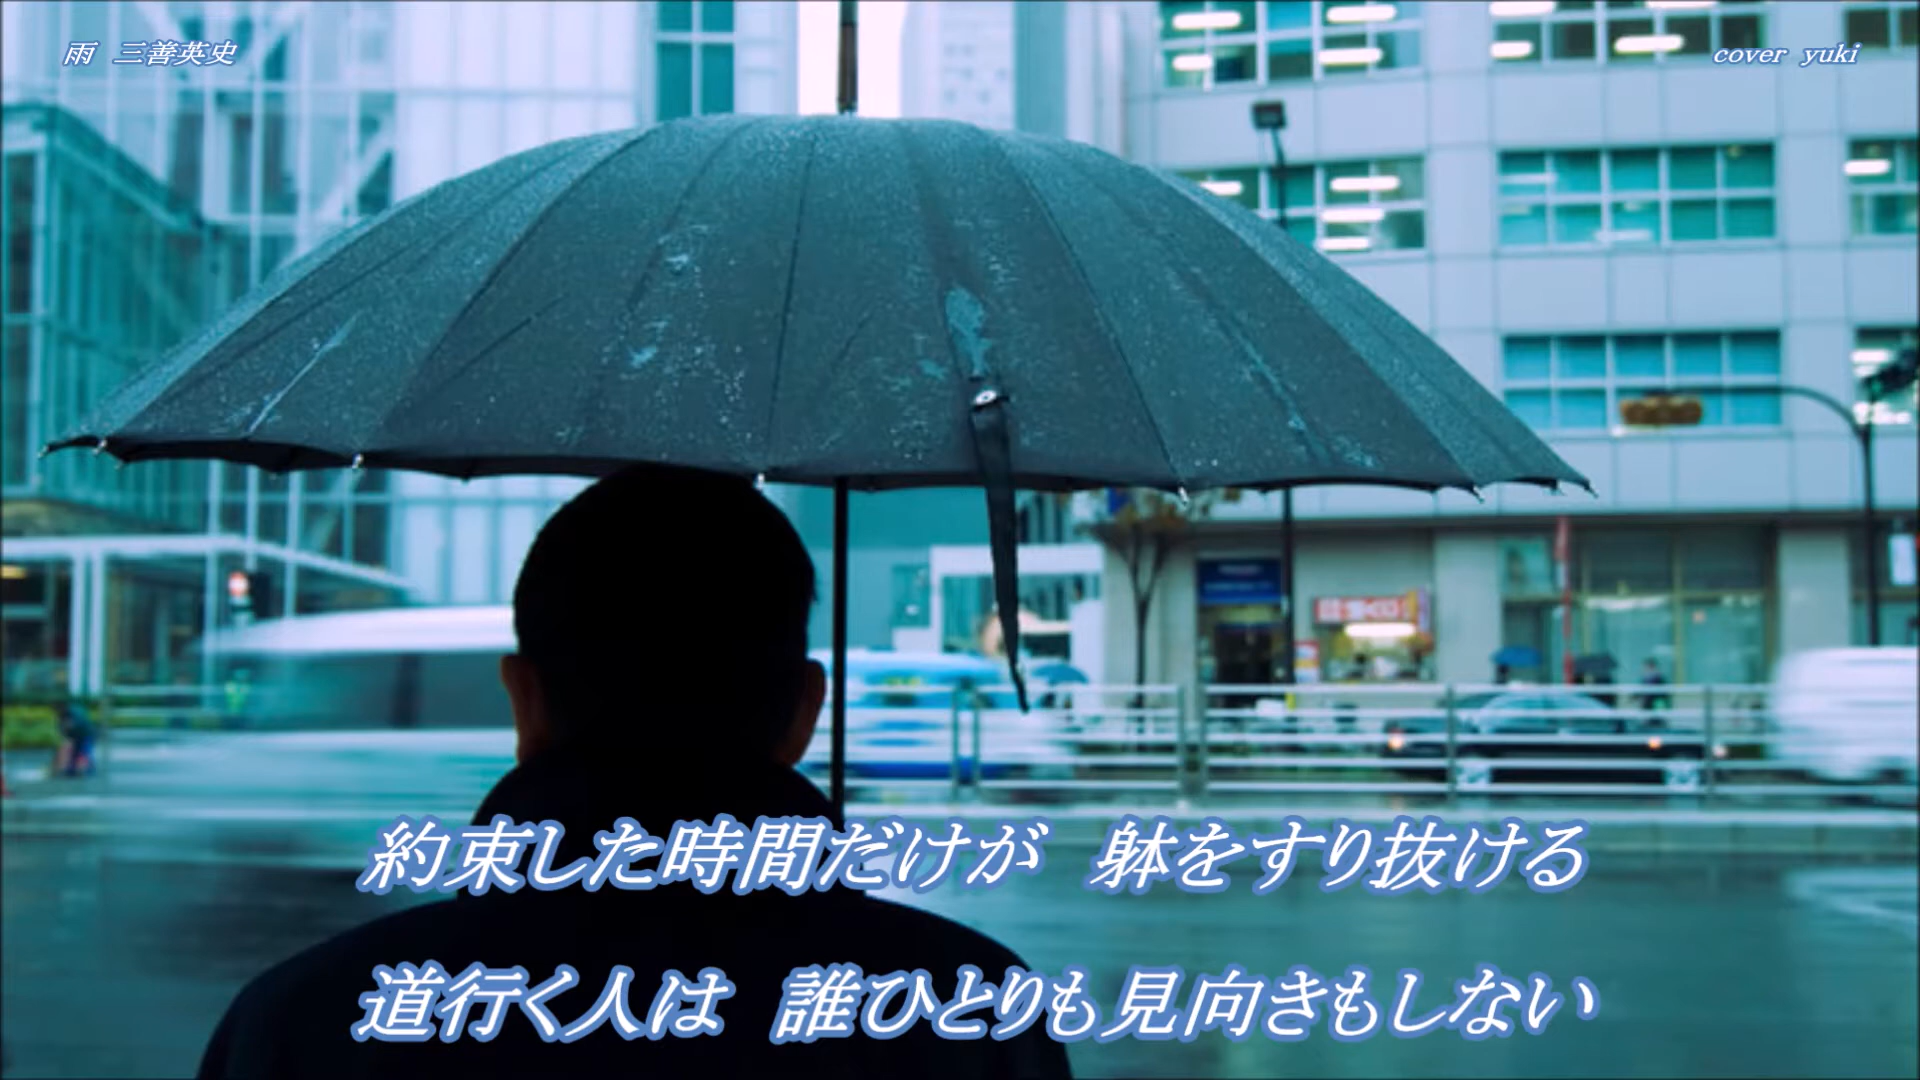 雨　三善英史
cover yuki
約束した時間だけが　躰をすり抜ける
道行く人は　誰ひとりも見向きもしない